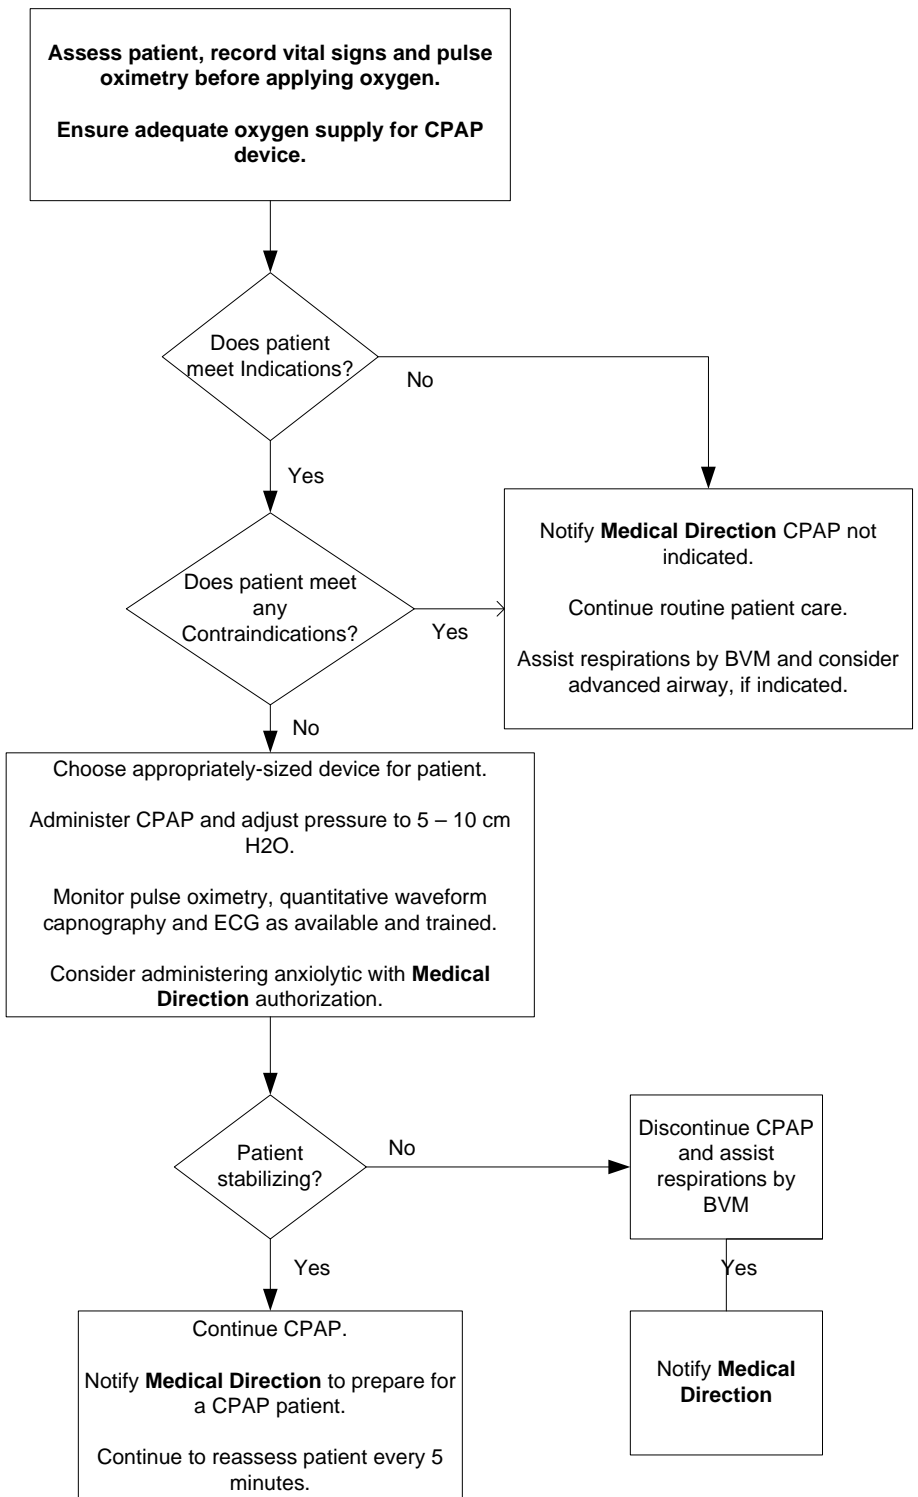 Assess patient, record vital signs and pulse
oximetry before applying oxygen.
Ensure adequate oxygen supply for CPAP
device.
Does patient
meet Indications?
No
Yes
Notify Medical Direction CPAP not
indicated.
Continue routine patient care.
Assist respirations by BVM and consider
advanced airway, if indicated.
Does patient meet
any
Contraindications?
Yes
No
Choose appropriately-sized device for patient.
Administer CPAP and adjust pressure to 5 – 10 cm
H2O.
Monitor pulse oximetry, quantitative waveform
capnography and ECG as available and trained.
Consider administering anxiolytic with Medical
Direction authorization.
Patient
stabilizing?
No
Discontinue CPAP
and assist
respirations by
BVM
Yes
Yes
Continue CPAP.
Notify Medical Direction to prepare for
a CPAP patient.
Continue to reassess patient every 5
minutes.
Notify Medical
Direction